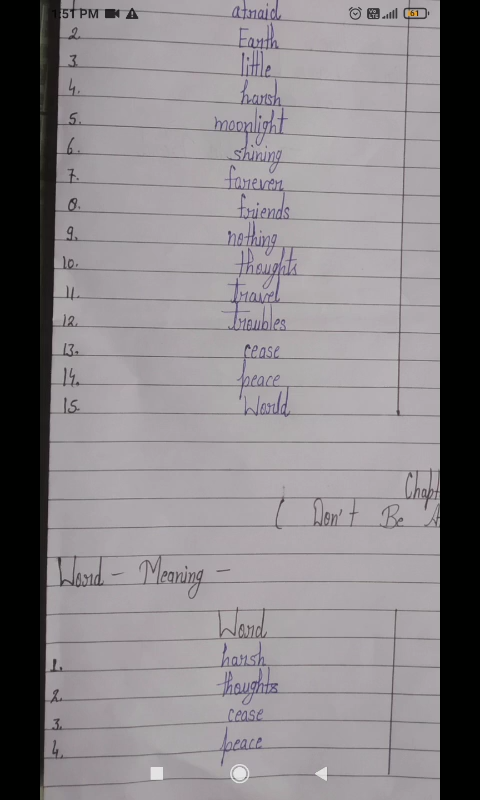 1:51 PM 61
afraid
2. Earth
3. little
4. harsh
5. moonlight
6. shining
7. farever
8. friends
9. nothing
10. thoughts
11. travel
12. troubles
13. cease
14. peace
15. World
Chapt
( Don't Be A
Word - Meaning -
Word
1. harsh
2. thoughts
3. cease
4. peace